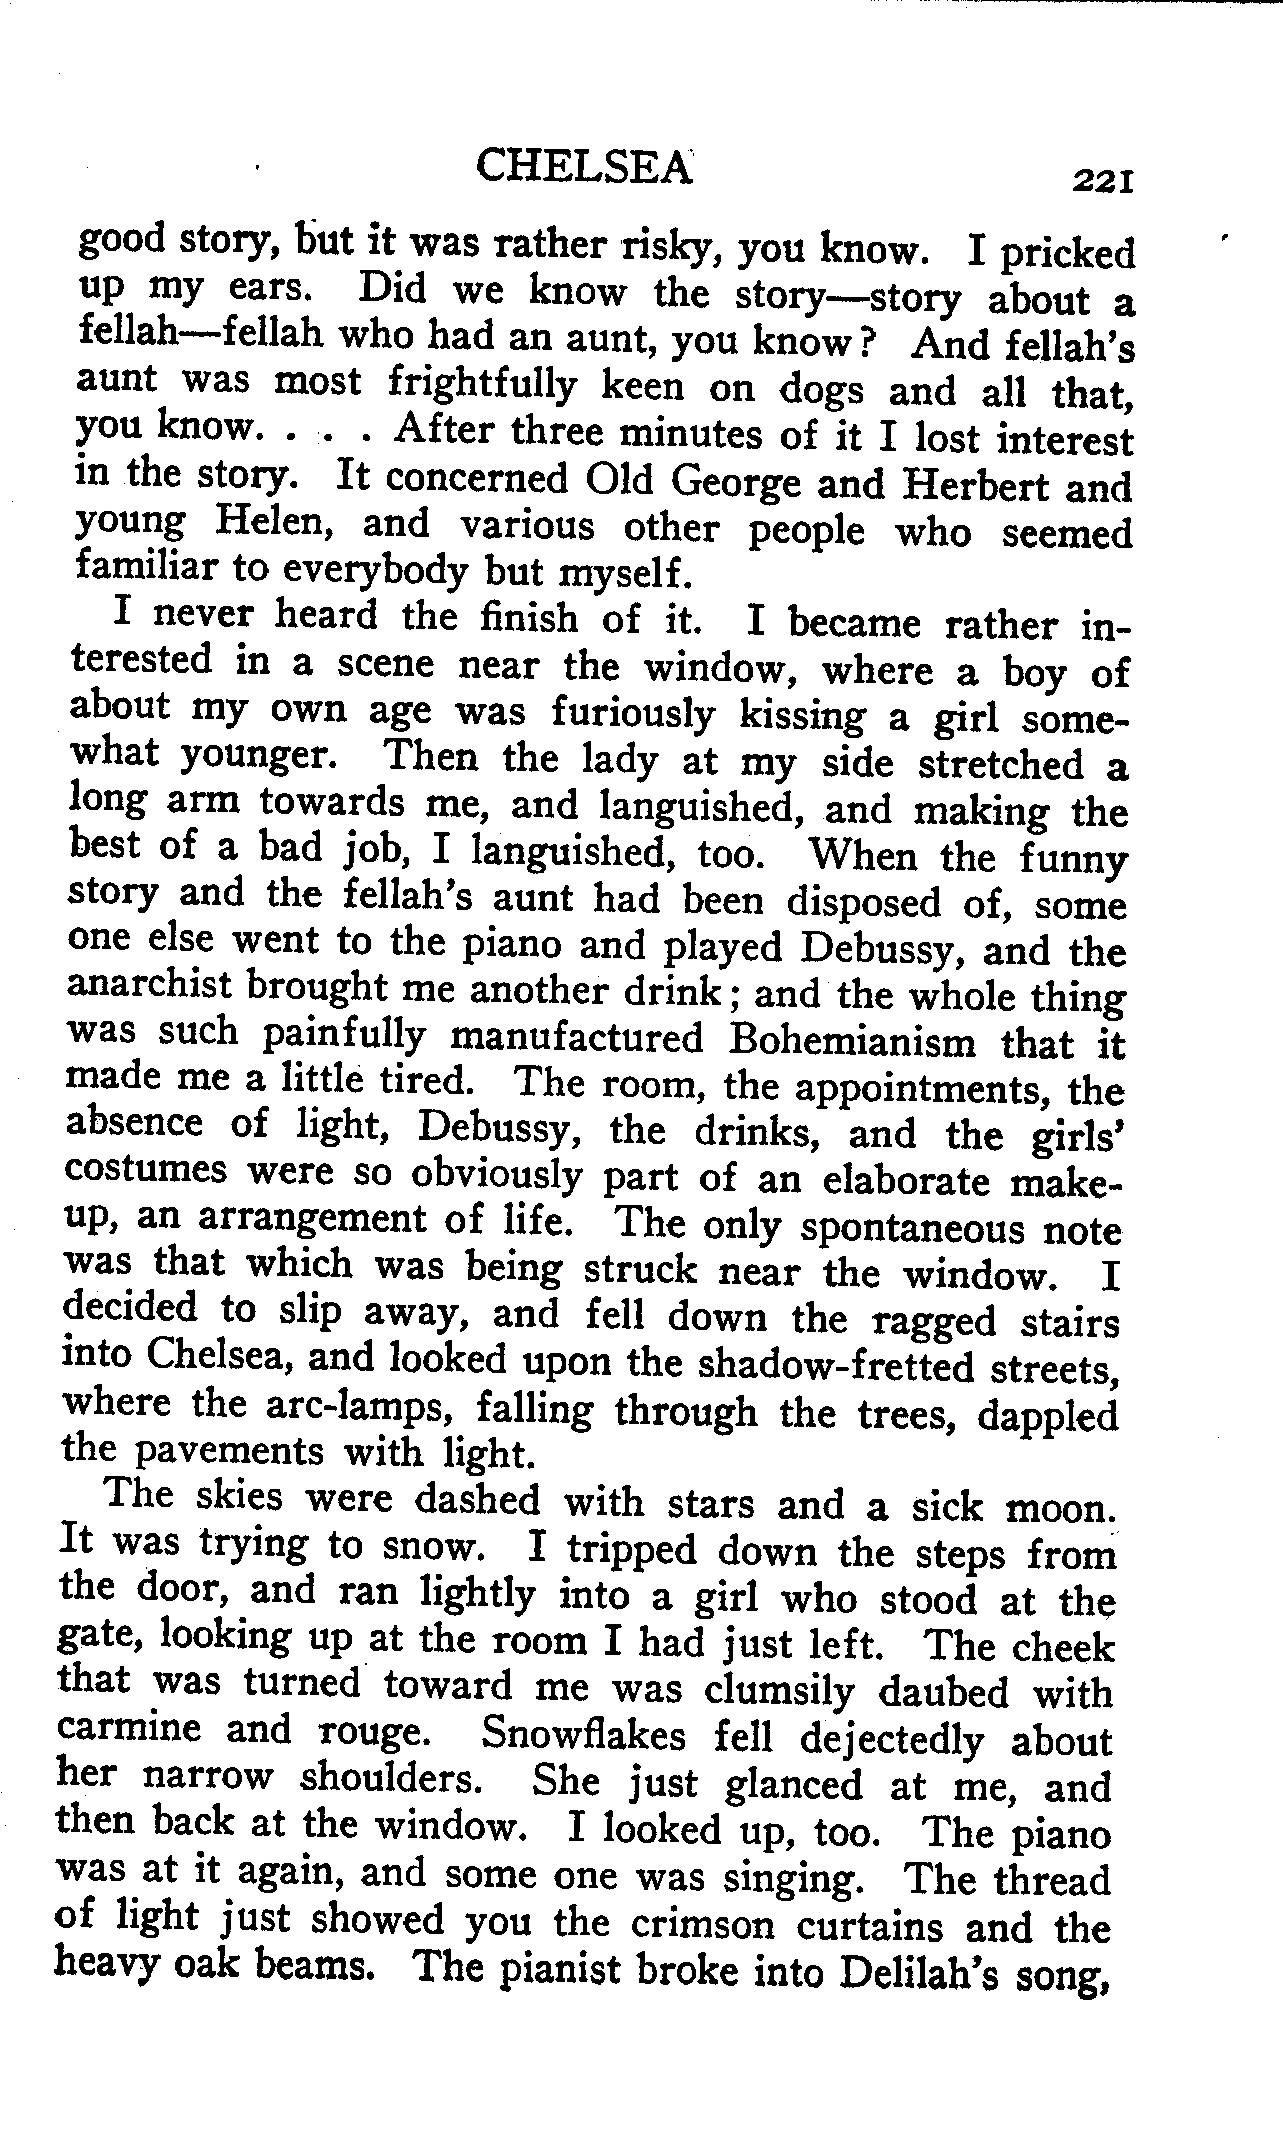 CHELSEA 221
good story, but it was rather risky, you know. I pricked
up my ears. Did we know the story—story about a
fellah—fellah who had an aunt, you know? And fellah's
aunt was most frightfully keen on dogs and all that,
you know. . . . After three minutes of it I lost interest
in the story. It concerned Old George and Herbert and
young Helen, and various other people who seemed
familiar to everybody but myself.
I never heard the finish of it. I became rather in-
terested in a scene near the window, where a boy of
about my own age was furiously kissing a girl some-
what younger. Then the lady at my side stretched a
long arm towards me, and languished, and making the
best of a bad job, I languished, too. When the funny
story and the fellah's aunt had been disposed of, some
one else went to the piano and played Debussy, and the
anarchist brought me another drink; and the whole thing
was such painfully manufactured Bohemianism that it
made me a little tired. The room, the appointments, the
absence of light, Debussy, the drinks, and the girls'
costumes were so obviously part of an elaborate make-
up, an arrangement of life. The only spontaneous note
was that which was being struck near the window. I
decided to slip away, and fell down the ragged stairs
into Chelsea, and looked upon the shadow-fretted streets,
where the arc-lamps, falling through the trees, dappled
the pavements with light.
The skies were dashed with stars and a sick moon.
It was trying to snow. I tripped down the steps from
the door, and ran lightly into a girl who stood at the
gate, looking up at the room I had just left. The cheek
that was turned toward me was clumsily daubed with
carmine and rouge. Snowflakes fell dejectedly about
her narrow shoulders. She just glanced at me, and
then back at the window. I looked up, too. The piano
was at it again, and some one was singing. The thread
of light just showed you the crimson curtains and the
heavy oak beams. The pianist broke into Delilah's song,